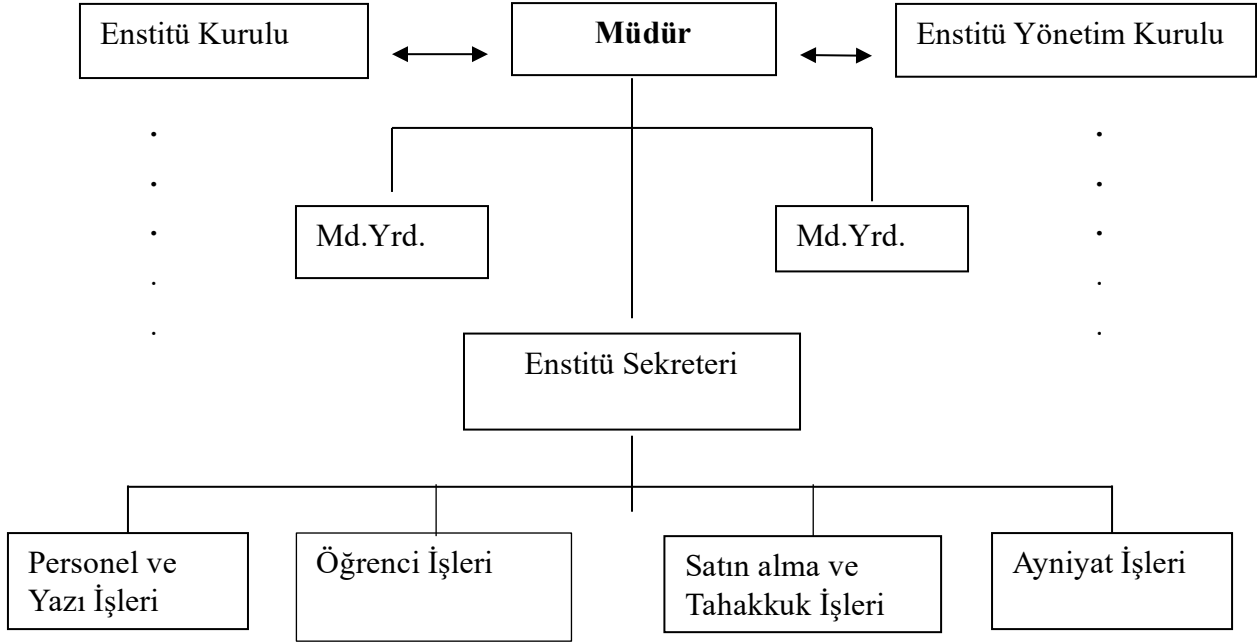 Enstitü Kurulu
Müdür
Enstitü Yönetim Kurulu
Md.Yrd.
Md.Yrd.
Enstitü Sekreteri
Personel ve
Yazı İşleri
Öğrenci İşleri
Satın alma ve
Tahakkuk İşleri
Ayniyat İşleri